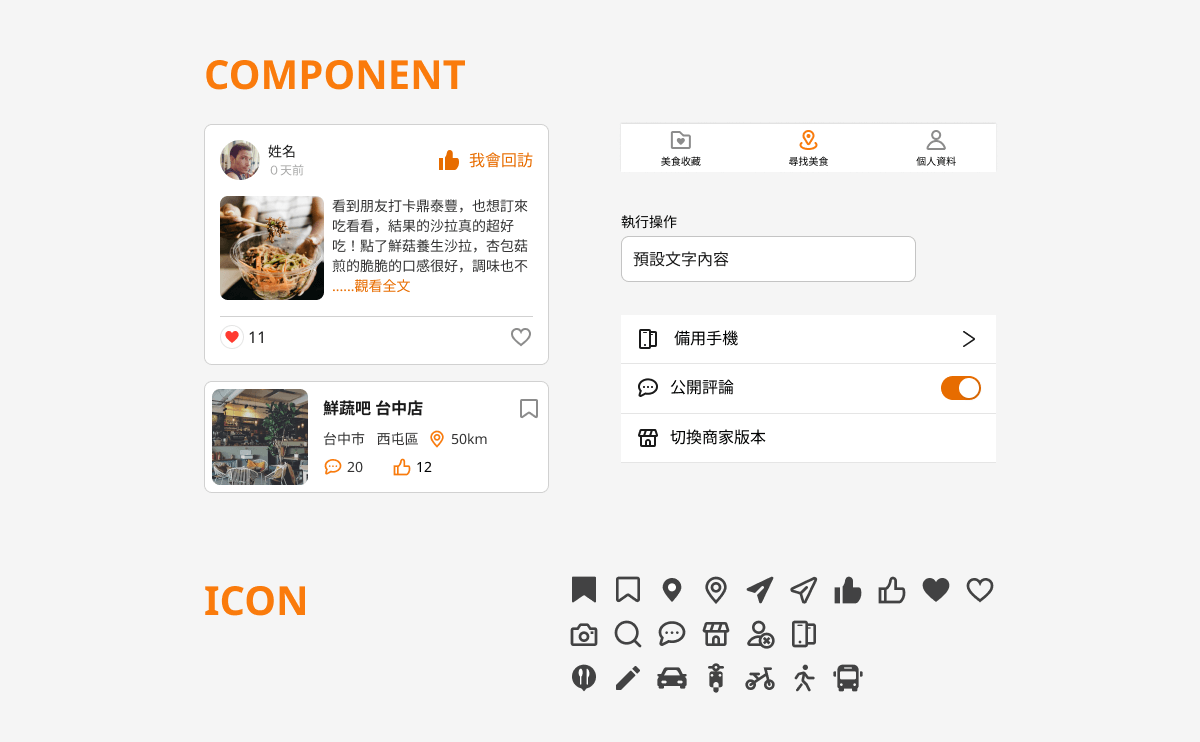 COMPONENT
姓名
0 天前
我會回訪
看到朋友打卡鼎泰豐，也想訂來
吃看看，結果的沙拉真的超好
吃！點了鮮菇養生沙拉，杏包菇
煎的脆脆的口感很好，調味也不
......觀看全文
11
鮮蔬吧 台中店
台中市 西屯區 50km
20 12
美食收藏 尋找美食 個人資料
執行操作
預設文字內容
備用手機
公開評論
切換商家版本
ICON